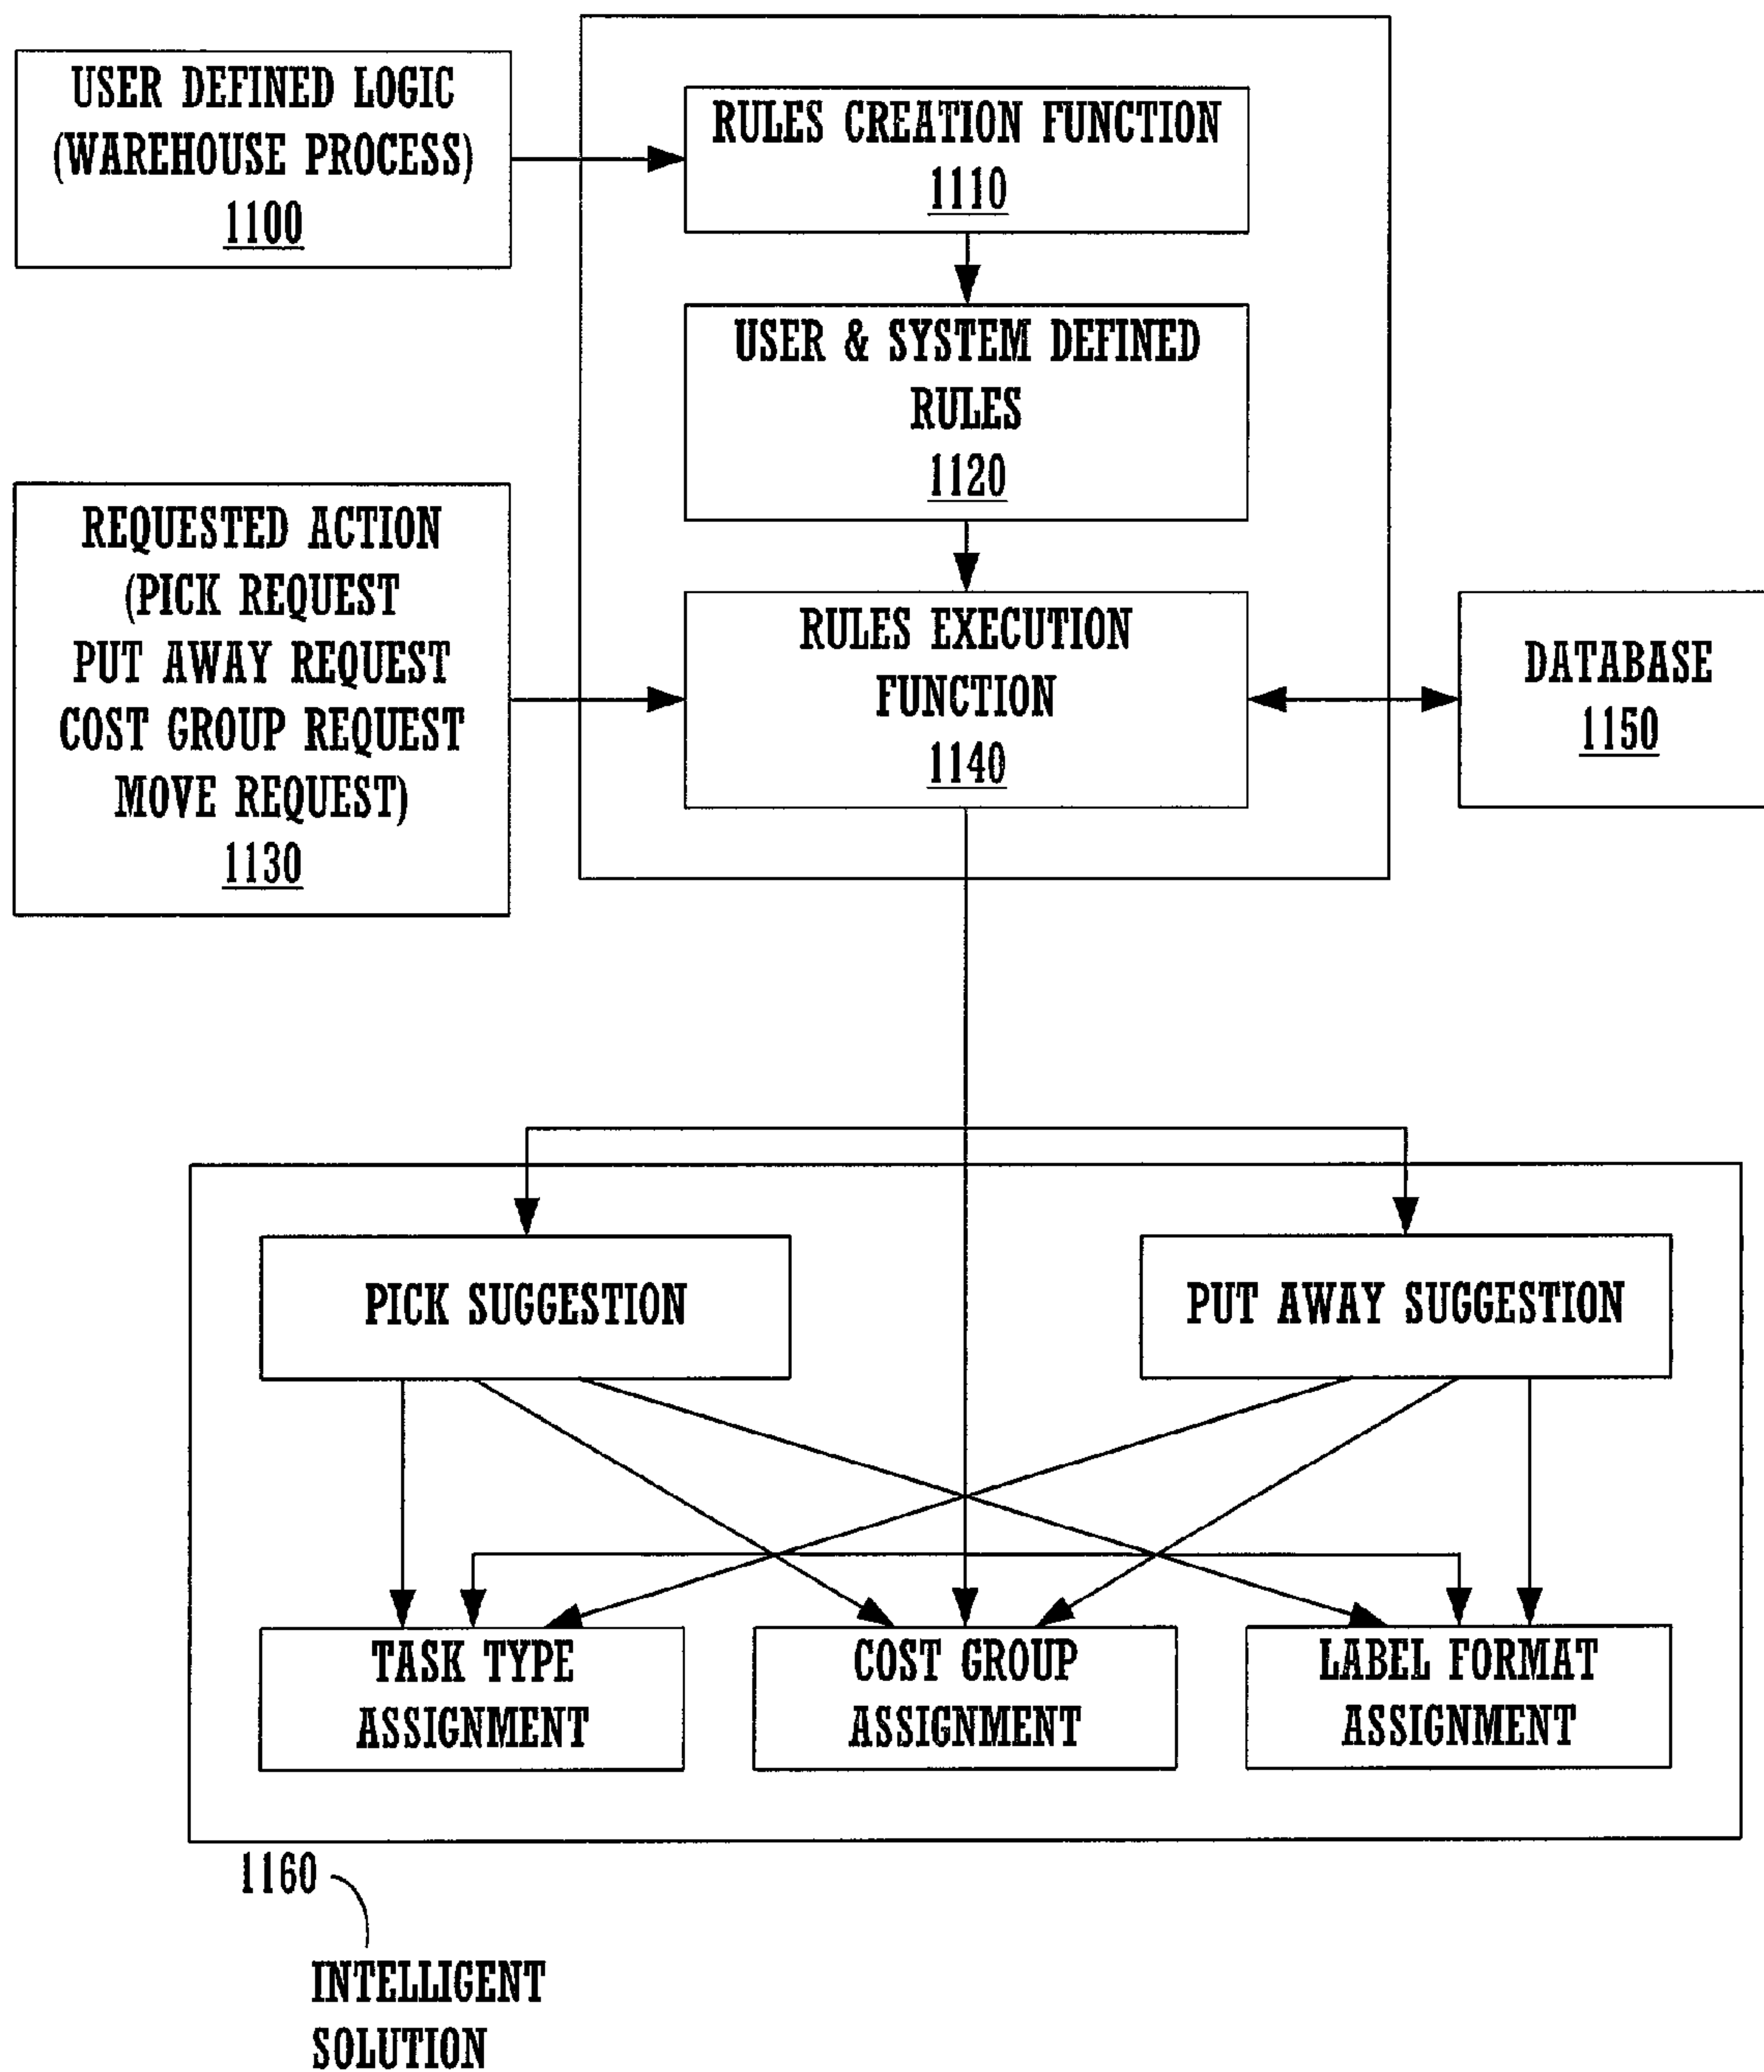 USER DEFINED LOGIC
(WAREHOUSE PROCESS)
1100
RULES CREATION FUNCTION
1110
USER & SYSTEM DEFINED
RULES
1120
REQUESTED ACTION
(PICK REQUEST
PUT AWAY REQUEST
COST GROUP REQUEST
MOVE REQUEST)
1130
RULES EXECUTION
FUNCTION
1140
DATABASE
1150
PICK SUGGESTION
PUT AWAY SUGGESTION
TASK TYPE
ASSIGNMENT
COST GROUP
ASSIGNMENT
LABEL FORMAT
ASSIGNMENT
1160
INTELLIGENT
SOLUTION